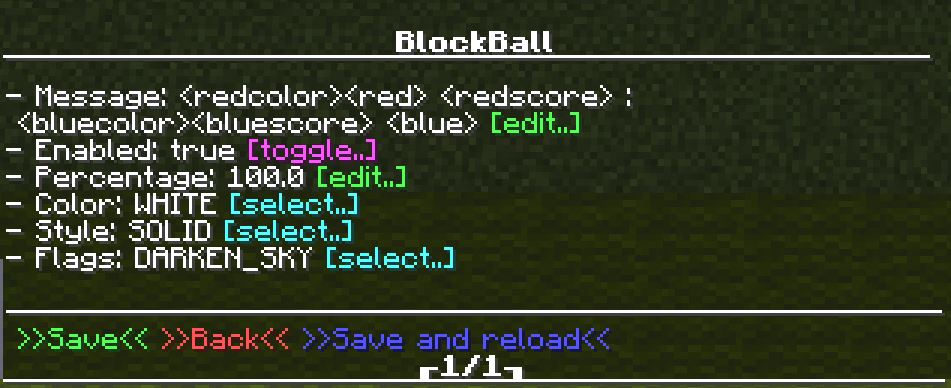 BlockBall
- Message: <redcolor><red> <redscore> :
<bluecolor><bluescore> <blue> [edit..]
- Enabled: true [toggle..]
- Percentage: 100.0 [edit..]
- Color: WHITE [select..]
- Style: SOLID [select..]
- Flags: DARKEN_SKY [select..]
>>Save<< >>Back<< >>Save and reload<<
┌1/1┐